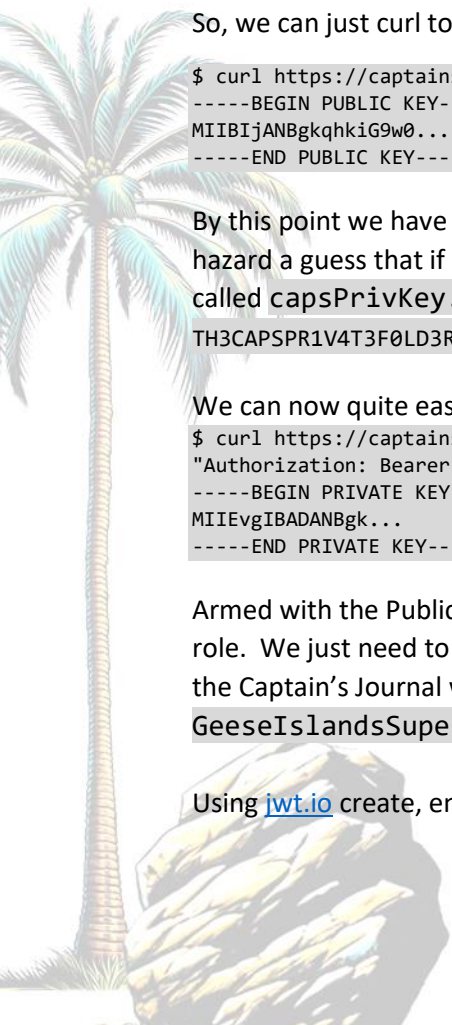 So, we can just curl to
$ curl https://captain
-----BEGIN PUBLIC KEY-
MIIBIjANBgkqhkiG9w0...
-----END PUBLIC KEY---
By this point we have
hazard a guess that if
called capsPrivKey.
TH3CAPSPR1V4T3F0LD3R
We can now quite eas
$ curl https://captain
"Authorization: Bearer
-----BEGIN PRIVATE KEY
MIIEvgIBADANBgk...
-----END PRIVATE KEY--
Armed with the Public
role.  We just need to
the Captain’s Journal
GeeseIslandsSupe
Using jwt.io create, en